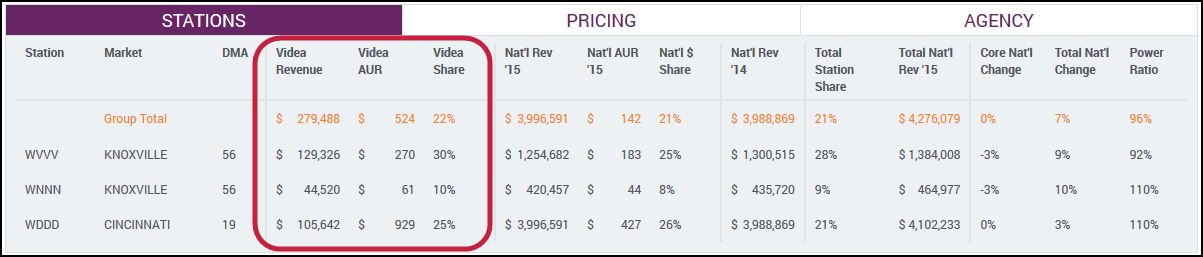 STATIONS PRICING AGENCY
Station Market DMA Videa Revenue Videa AUR Videa Share Nat'l Rev '15 Nat'l AUR '15 Nat'l $ Share Nat'l Rev '14 Total Station Share Total Nat'l Rev '15 Core Nat'l Change Total Nat'l Change Power Ratio
Group Total $ 279,488 $ 524 22% $ 3,996,591 $ 142 21% $ 3,988,869 21% $ 4,276,079 0% 7% 96%
WVVV KNOXVILLE 56 $ 129,326 $ 270 30% $ 1,254,682 $ 183 25% $ 1,300,515 28% $ 1,384,008 -3% 9% 92%
WNNN KNOXVILLE 56 $ 44,520 $ 61 10% $ 420,457 $ 44 8% $ 435,720 9% $ 464,977 -3% 10% 110%
WDDD CINCINNATI 19 $ 105,642 $ 929 25% $ 3,996,591 $ 427 26% $ 3,988,869 21% $ 4,102,233 0% 3% 110%